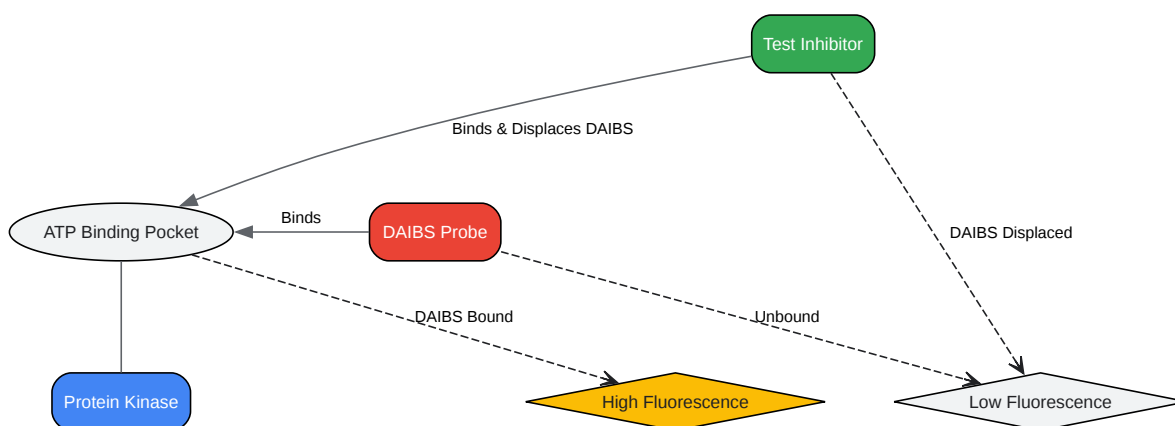 Test Inhibitor
Binds & Displaces DAIBS
Binds
ATP Binding Pocket
DAIBS Probe
DAIBS Displaced
DAIBS Bound
Unbound
Protein Kinase
High Fluorescence
Low Fluorescence